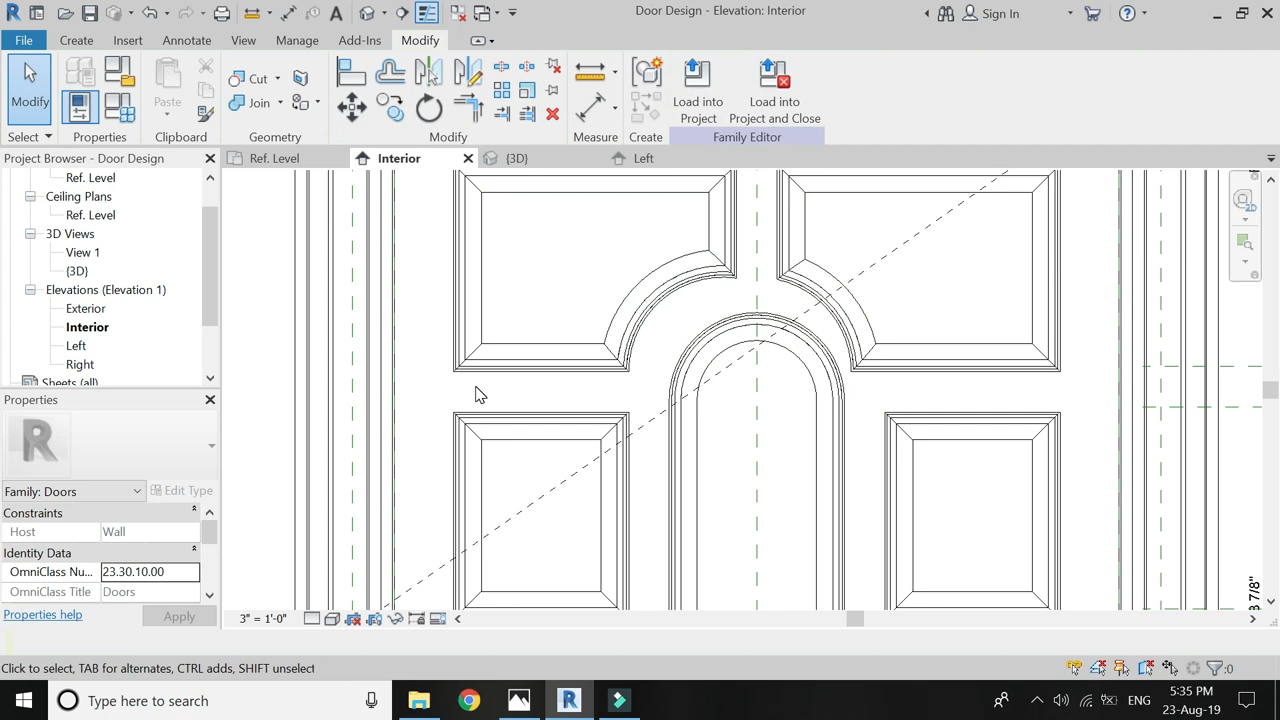 Door Design - Elevation: Interior
Sign In
File Create Insert Annotate View Manage Add-Ins Modify
Modify
Select
Properties
Paste
Clipboard
Cut
Join
Geometry
Modify
Measure
Create
Load into
Project
Load into
Project and Close
Family Editor
Project Browser - Door Design
Ref. Level
Interior
{3D}
Left
Ref. Level
Ceiling Plans
Ref. Level
3D Views
View 1
{3D}
Elevations (Elevation 1)
Exterior
Interior
Left
Right
Sheets (all)
Properties
Family: Doors
Edit Type
Constraints
Host Wall
Identity Data
OmniClass Nu... 23.30.10.00
OmniClass Title Doors
Properties help
Apply
3" = 1'-0"
3 7/8"
2D
Click to select, TAB for alternates, CTRL adds, SHIFT unselect
:0
Type here to search
ENG
5:35 PM
23-Aug-19